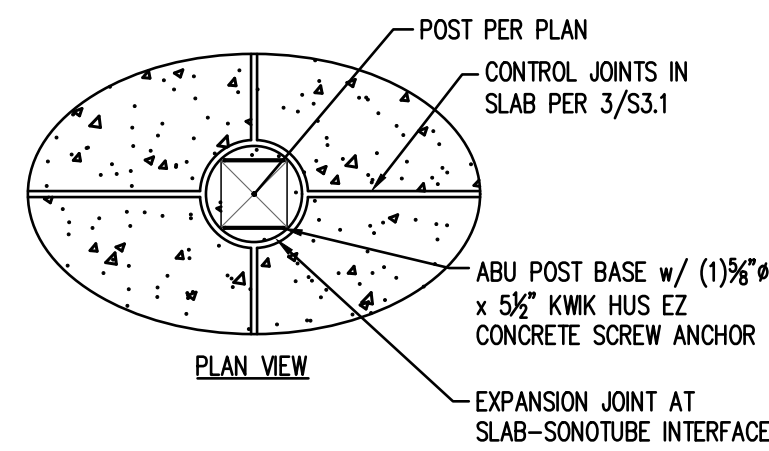 POST PER PLAN
CONTROL JOINTS IN
SLAB PER 3/S3.1
ABU POST BASE w/ (1)⅝"ø
x 5½" KWIK HUS EZ
CONCRETE SCREW ANCHOR
PLAN VIEW
EXPANSION JOINT AT
SLAB-SONOTUBE INTERFACE